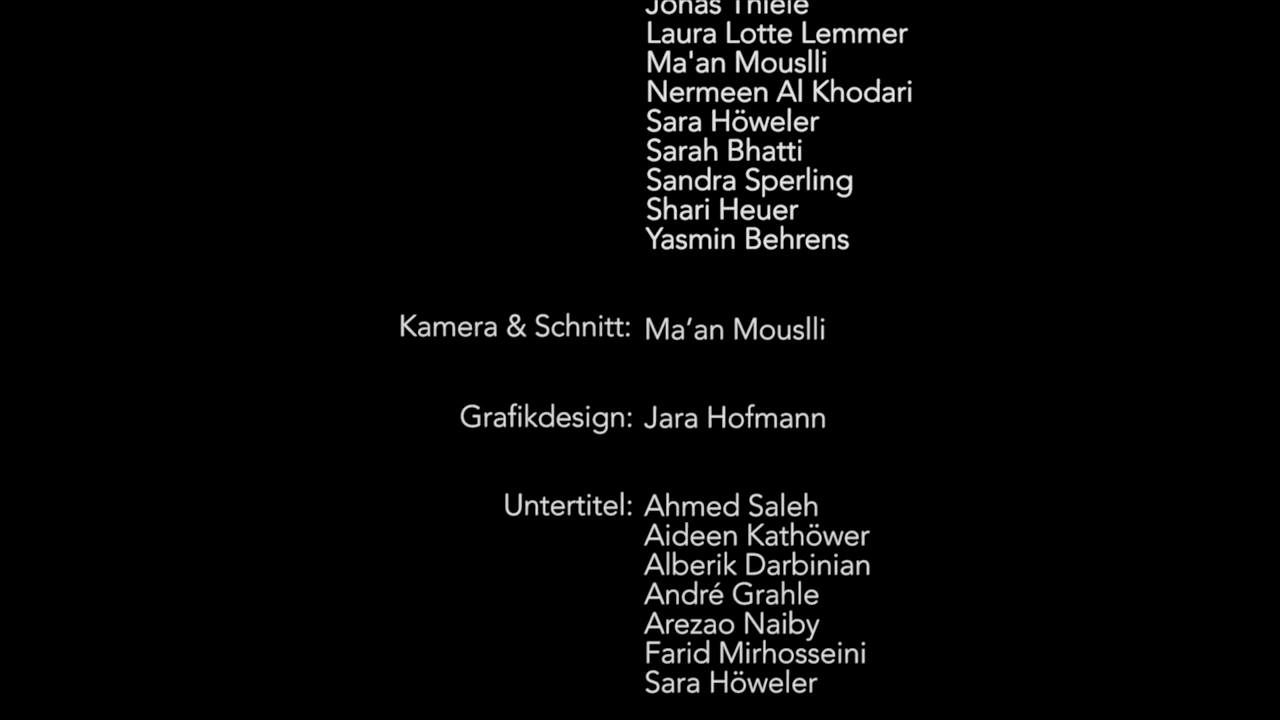 Jonas Thiele
Laura Lotte Lemmer
Ma'an Mouslli
Nermeen Al Khodari
Sara Höweler
Sarah Bhatti
Sandra Sperling
Shari Heuer
Yasmin Behrens
Kamera & Schnitt: Ma’an Mouslli
Grafikdesign: Jara Hofmann
Untertitel: Ahmed Saleh
Aideen Kathöwer
Alberik Darbinian
André Grahle
Arezao Naiby
Farid Mirhosseini
Sara Höweler